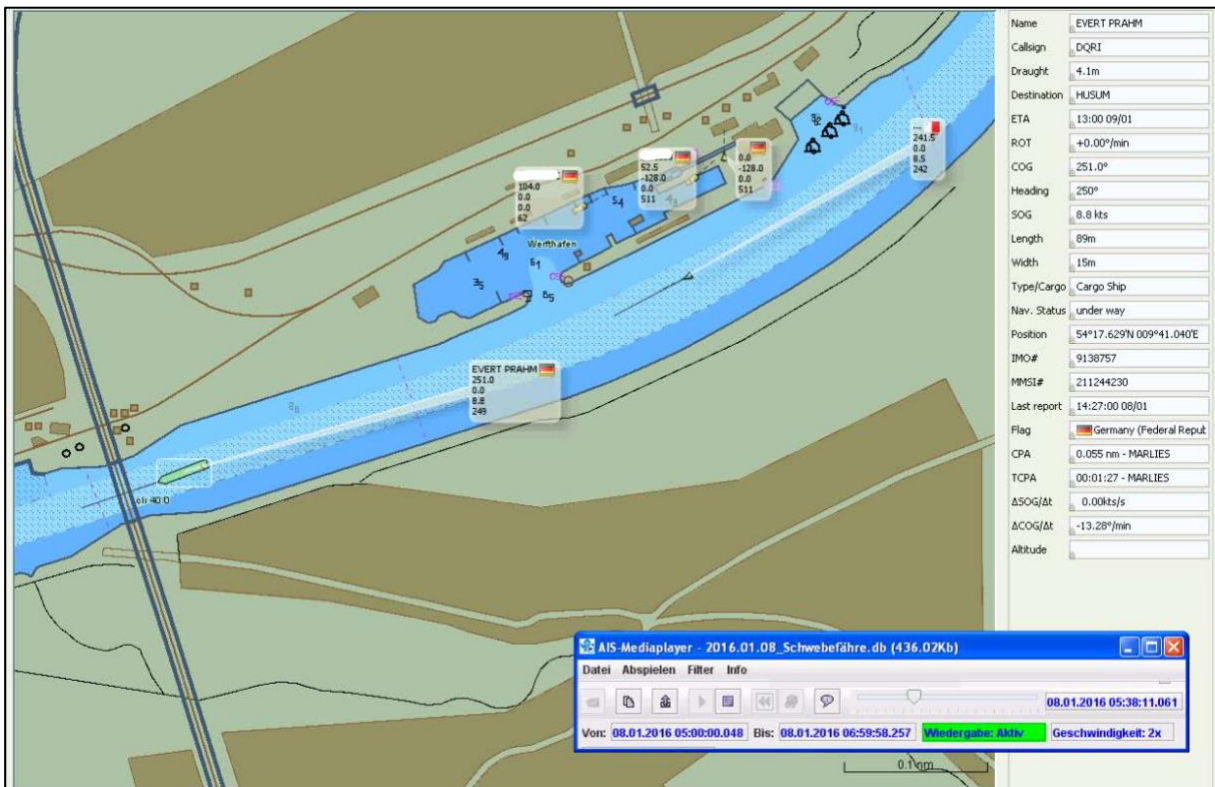 Name EVERT PRAHM
Callsign DQRI
Draught 4.1m
Destination HUSUM
ETA 13:00 09/01
ROT +0.00°/min
COG 251.0°
Heading 250°
SOG 8.8 kts
Length 89m
Width 15m
Type/Cargo Cargo Ship
Nav. Status under way
Position 54°17.629'N 009°41.040'E
IMO# 9138757
MMSI# 211244230
Last report 14:27:00 08/01
Flag Germany (Federal Republ
CPA 0.055 nm - MARLIES
TCPA 00:01:27 - MARLIES
ΔSOG/Δt 0.00kts/s
ΔCOG/Δt -13.28°/min
Altitude
---
241.5
0.0
8.5
242
0.0
-128.0
0.0
511
52.5
-128.0
0.0
511
104.0
0.0
0.0
62
Werfthafen
EVERT PRAHM
251.0
0.0
8.8
249
clr 40.0
AIS-Mediaplayer - 2016.01.08_Schwebefähre.db (436.02Kb)
Datei Abspielen Filter Info
08.01.2016 05:38:11.061
Von: 08.01.2016 05:00:00.048 Bis: 08.01.2016 06:59:58.257 Wiedergabe: Aktiv Geschwindigkeit: 2x
0.1 nm